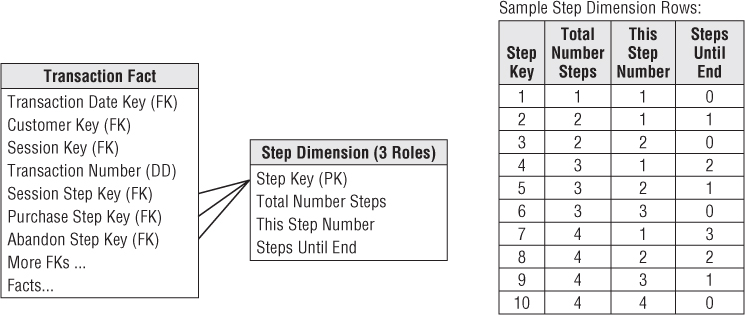 Transaction Fact
Transaction Date Key (FK)
Customer Key (FK)
Session Key (FK)
Transaction Number (DD)
Session Step Key (FK)
Purchase Step Key (FK)
Abandon Step Key (FK)
More FKs ...
Facts...
Step Dimension (3 Roles)
Step Key (PK)
Total Number Steps
This Step Number
Steps Until End
Sample Step Dimension Rows:
Step Key Total Number Steps This Step Number Steps Until End
1 1 1 0
2 2 1 1
3 2 2 0
4 3 1 2
5 3 2 1
6 3 3 0
7 4 1 3
8 4 2 2
9 4 3 1
10 4 4 0